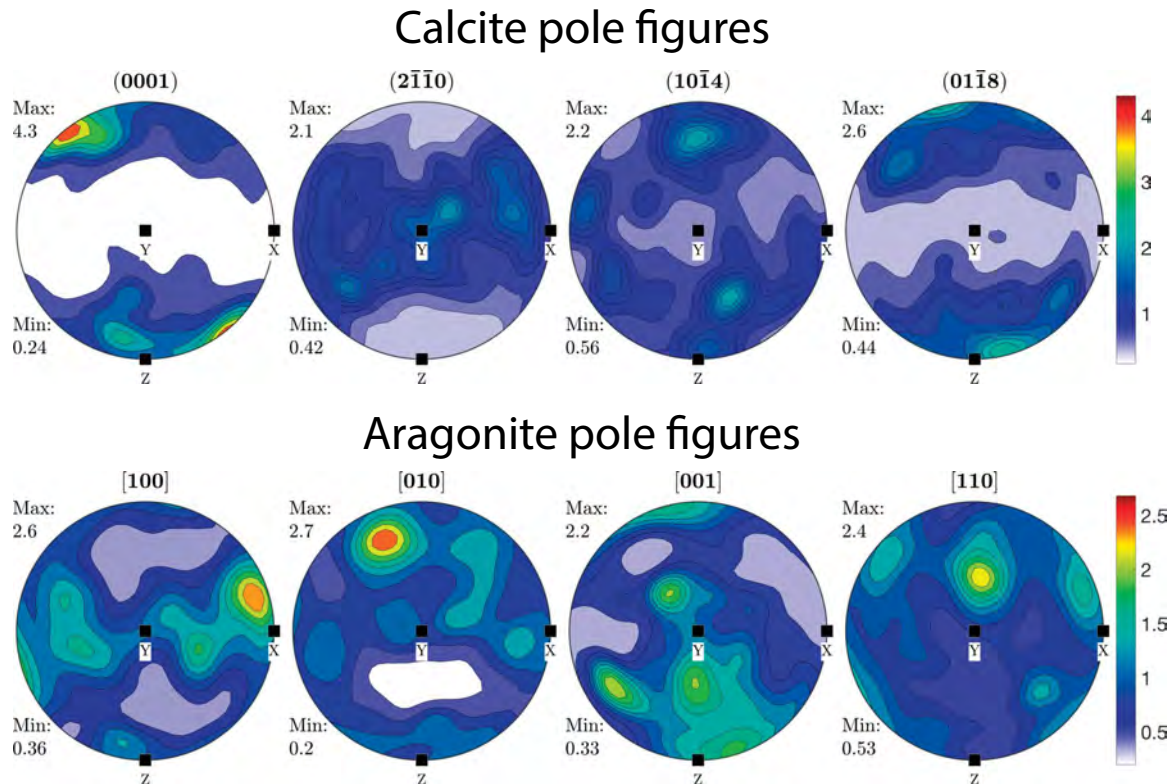 Calcite pole figures
(0001)
Max:
4.3
Min:
0.24
Y
X
Z
(2̅1̅10)
Max:
2.1
Min:
0.42
Y
X
Z
(101̅4)
Max:
2.2
Min:
0.56
Y
X
Z
(011̅8)
Max:
2.6
Min:
0.44
Y
X
Z
4
3
2
1
Aragonite pole figures
[100]
Max:
2.6
Min:
0.36
Y
X
Z
[010]
Max:
2.7
Min:
0.2
Y
X
Z
[001]
Max:
2.2
Min:
0.33
Y
X
Z
[110]
Max:
2.4
Min:
0.53
Y
X
Z
2.5
2
1.5
1
0.5